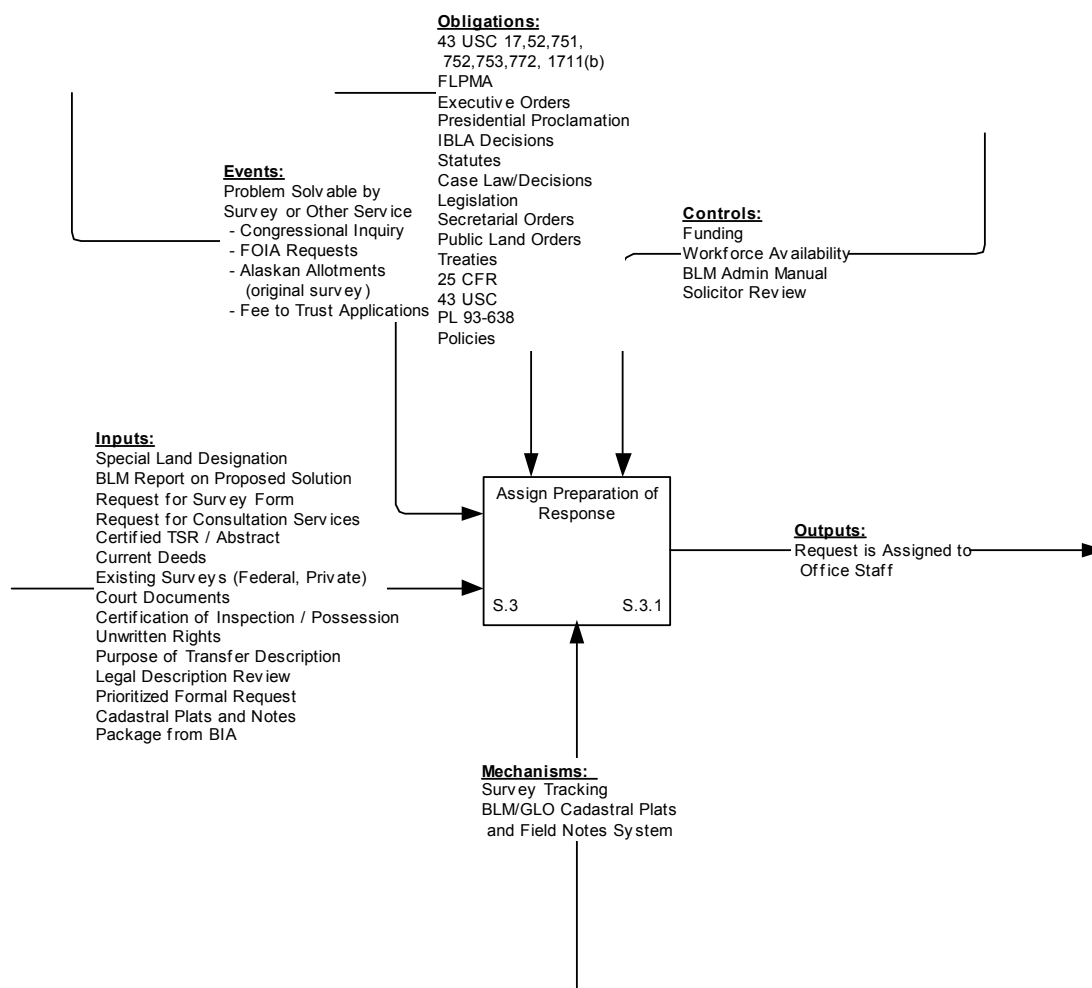 Obligations:
43 USC 17,52,751,
752,753,772, 1711(b)
FLPMA
Executive Orders
Presidential Proclamation
IBLA Decisions
Statutes
Case Law/Decisions
Legislation
Secretarial Orders
Public Land Orders
Treaties
25 CFR
43 USC
PL 93-638
Policies
Events:
Problem Solvable by
Survey or Other Service
- Congressional Inquiry
- FOIA Requests
- Alaskan Allotments
(original survey)
- Fee to Trust Applications
Controls:
Funding
Workforce Availability
BLM Admin Manual
Solicitor Review
Inputs:
Special Land Designation
BLM Report on Proposed Solution
Request for Survey Form
Request for Consultation Services
Certified TSR / Abstract
Current Deeds
Existing Surveys (Federal, Private)
Court Documents
Certification of Inspection / Possession
Unwritten Rights
Purpose of Transfer Description
Legal Description Review
Prioritized Formal Request
Cadastral Plats and Notes
Package from BIA
Assign Preparation of
Response
S.3 S.3.1
Outputs:
Request is Assigned to
Office Staff
Mechanisms:
Survey Tracking
BLM/GLO Cadastral Plats
and Field Notes System